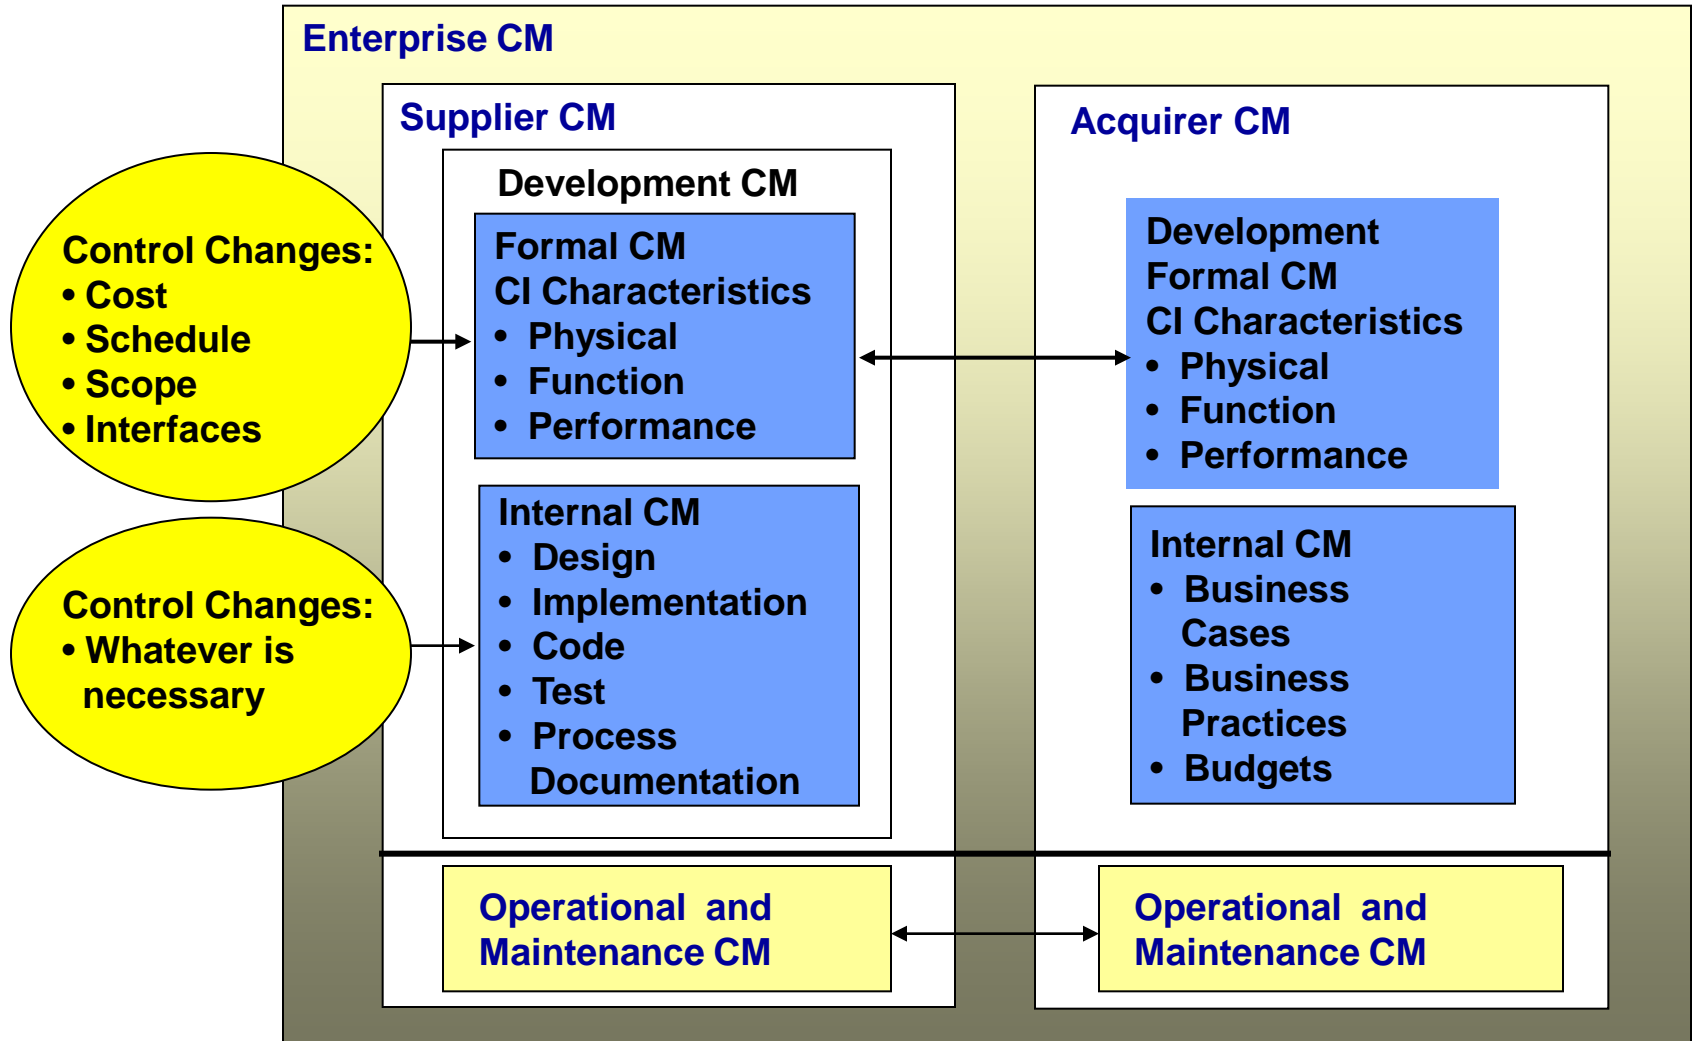 Enterprise CM
Supplier CM
Acquirer CM
Development CM
Control Changes:
• Cost
• Schedule
• Scope
• Interfaces
Formal CM
CI Characteristics
• Physical
• Function
• Performance
Development
Formal CM
CI Characteristics
• Physical
• Function
• Performance
Control Changes:
• Whatever is
necessary
Internal CM
• Design
• Implementation
• Code
• Test
• Process
Documentation
Internal CM
• Business
Cases
• Business
Practices
• Budgets
Operational and
Maintenance CM
Operational and
Maintenance CM